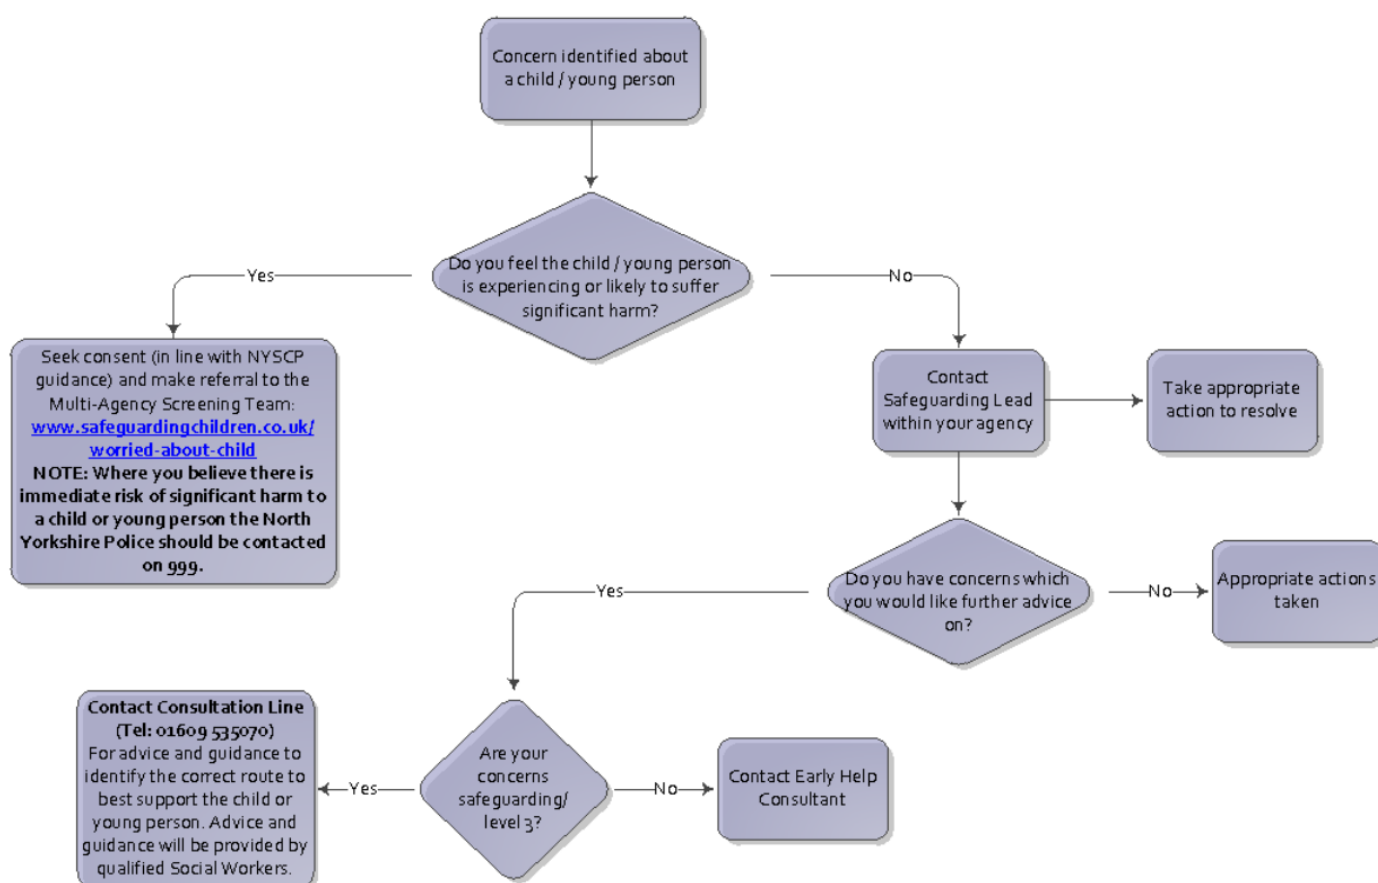 Concern identified about
a child / young person
Do you feel the child / young person
is experiencing or likely to suffer
significant harm?
Yes
No
Seek consent (in line with NYSCP
guidance) and make referral to the
Multi-Agency Screening Team:
www.safeguardingchildren.co.uk/
worried-about-child
NOTE: Where you believe there is
immediate risk of significant harm to
a child or young person the North
Yorkshire Police should be contacted
on 999.
Contact
Safeguarding Lead
within your agency
Take appropriate
action to resolve
Do you have concerns which
you would like further advice
on?
Yes
No
Appropriate actions
taken
Are your
concerns
safeguarding/
level 3?
Yes
No
Contact Consultation Line
(Tel: 01609 535070)
For advice and guidance to
identify the correct route to
best support the child or
young person. Advice and
guidance will be provided by
qualified Social Workers.
Contact Early Help
Consultant